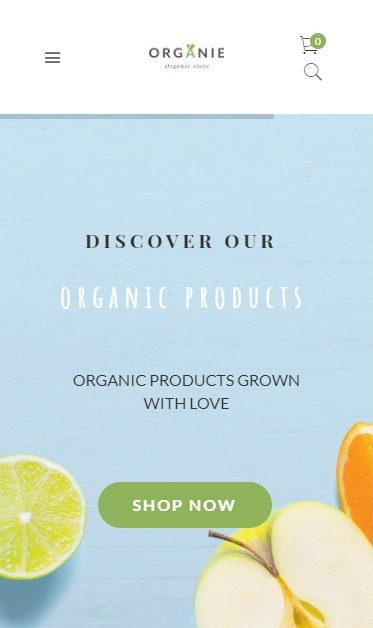 0
ORGANIE
Organic store
DISCOVER OUR
ORGANIC PRODUCTS
ORGANIC PRODUCTS GROWN
WITH LOVE
SHOP NOW